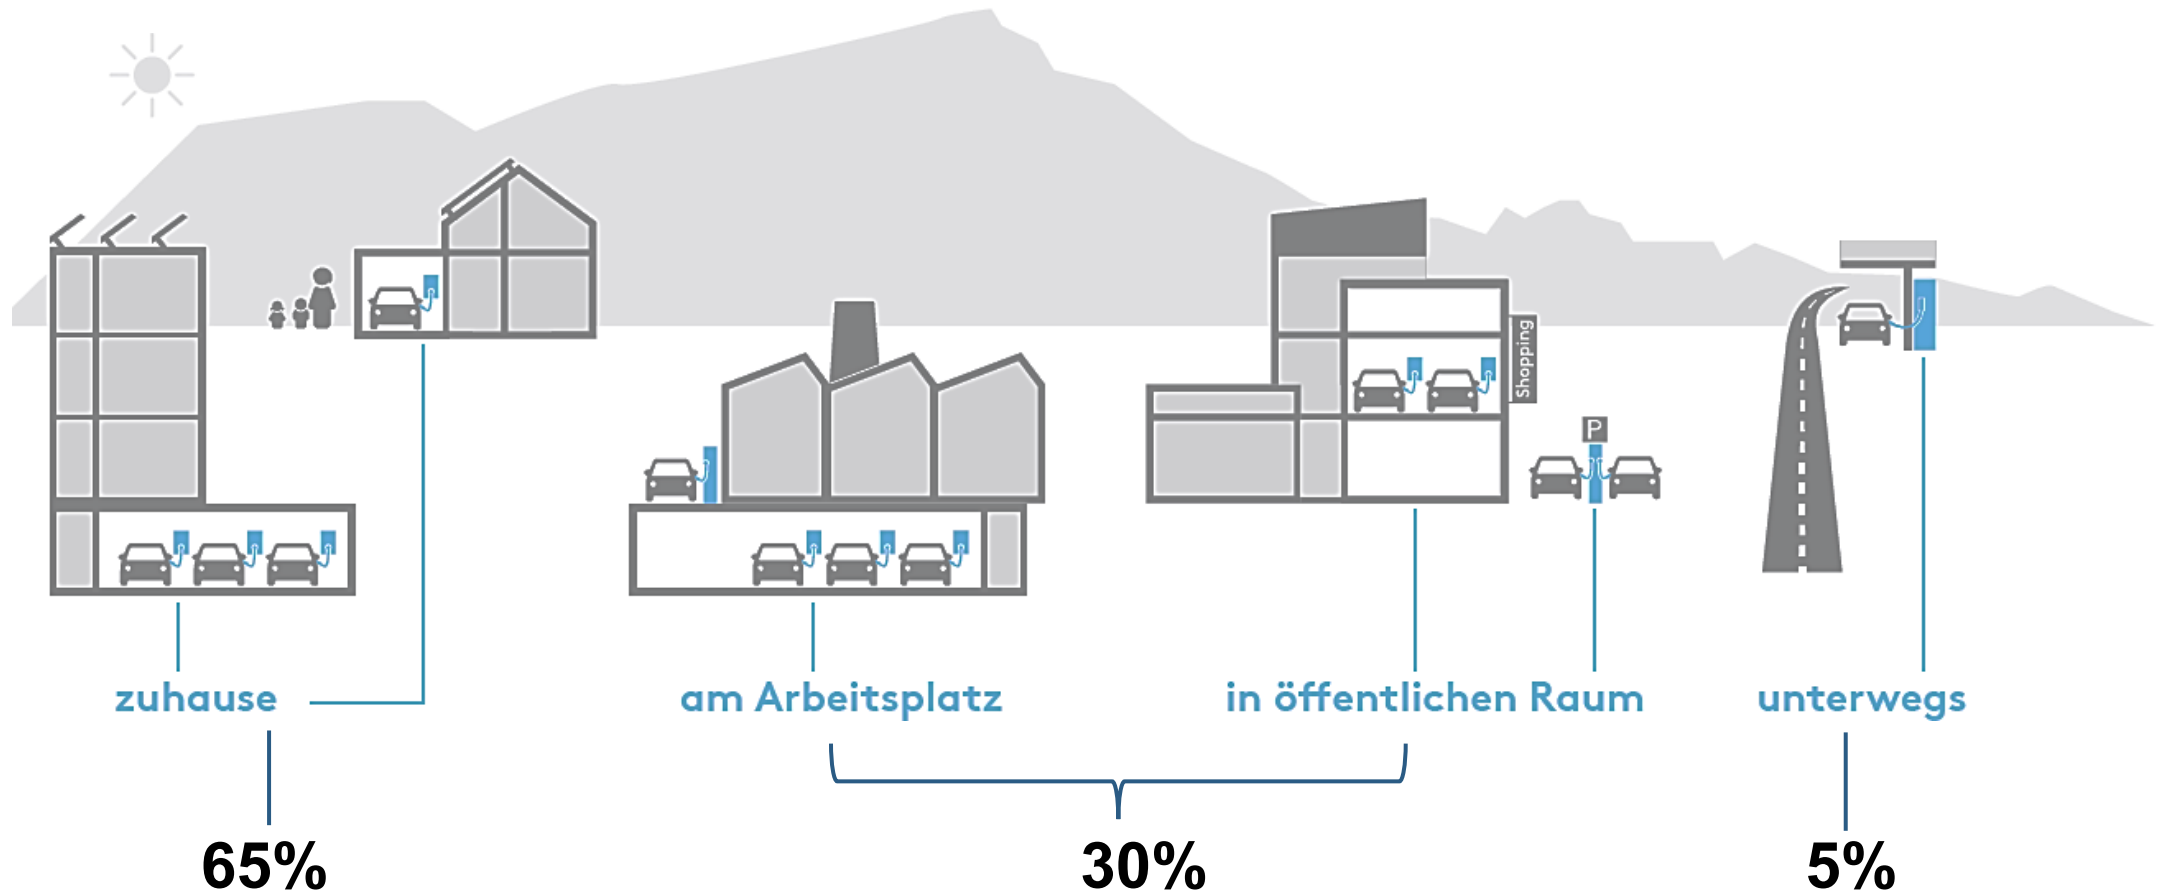 Shopping
P
zuhause
am Arbeitsplatz
in öffentlichen Raum
unterwegs
65%
30%
5%